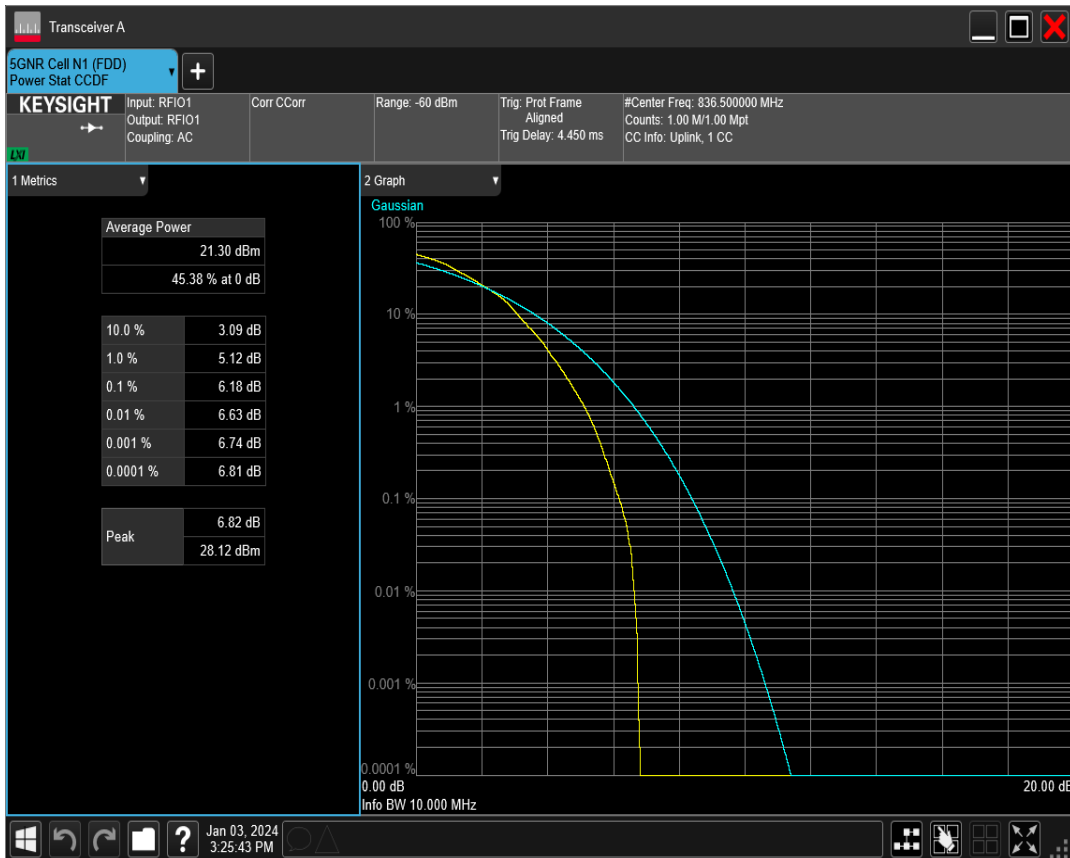 Transceiver A
5GNR Cell N1 (FDD)
Power Stat CCDF
+
KEYSIGHT
LXI
Input: RFIO1
Output: RFIO1
Coupling: AC
Corr CCorr
Range: -60 dBm
Trig: Prot Frame
Aligned
Trig Delay: 4.450 ms
#Center Freq: 836.500000 MHz
Counts: 1.00 M/1.00 Mpt
CC Info: Uplink, 1 CC
1 Metrics
Average Power
21.30 dBm
45.38 % at 0 dB
10.0 % 3.09 dB
1.0 % 5.12 dB
0.1 % 6.18 dB
0.01 % 6.63 dB
0.001 % 6.74 dB
0.0001 % 6.81 dB
Peak 6.82 dB
28.12 dBm
2 Graph
Gaussian
100 %
10 %
1 %
0.1 %
0.01 %
0.001 %
0.0001 %
0.00 dB 20.00 dB
Info BW 10.000 MHz
?
Jan 03, 2024
3:25:43 PM